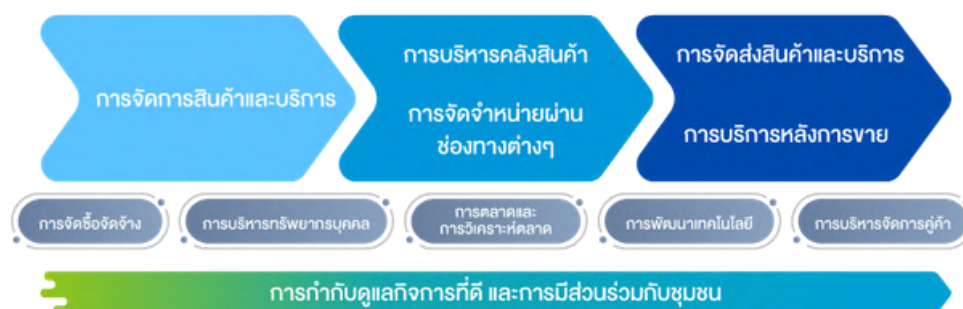 การจัดการสินค้าและบริการ
การบริหารคลังสินค้า
การจัดจำหน่ายผ่าน
ช่องทางต่างๆ
การจัดส่งสินค้าและบริการ
การบริการหลังการขาย
การจัดซื้อจัดจ้าง
การบริหารทรัพยากรบุคคล
การตลาดและ
การวิเคราะห์ตลาด
การพัฒนาเทคโนโลยี
การบริหารจัดการคู่ค้า
การกำกับดูแลกิจการที่ดี และการมีส่วนร่วมกับชุมชน